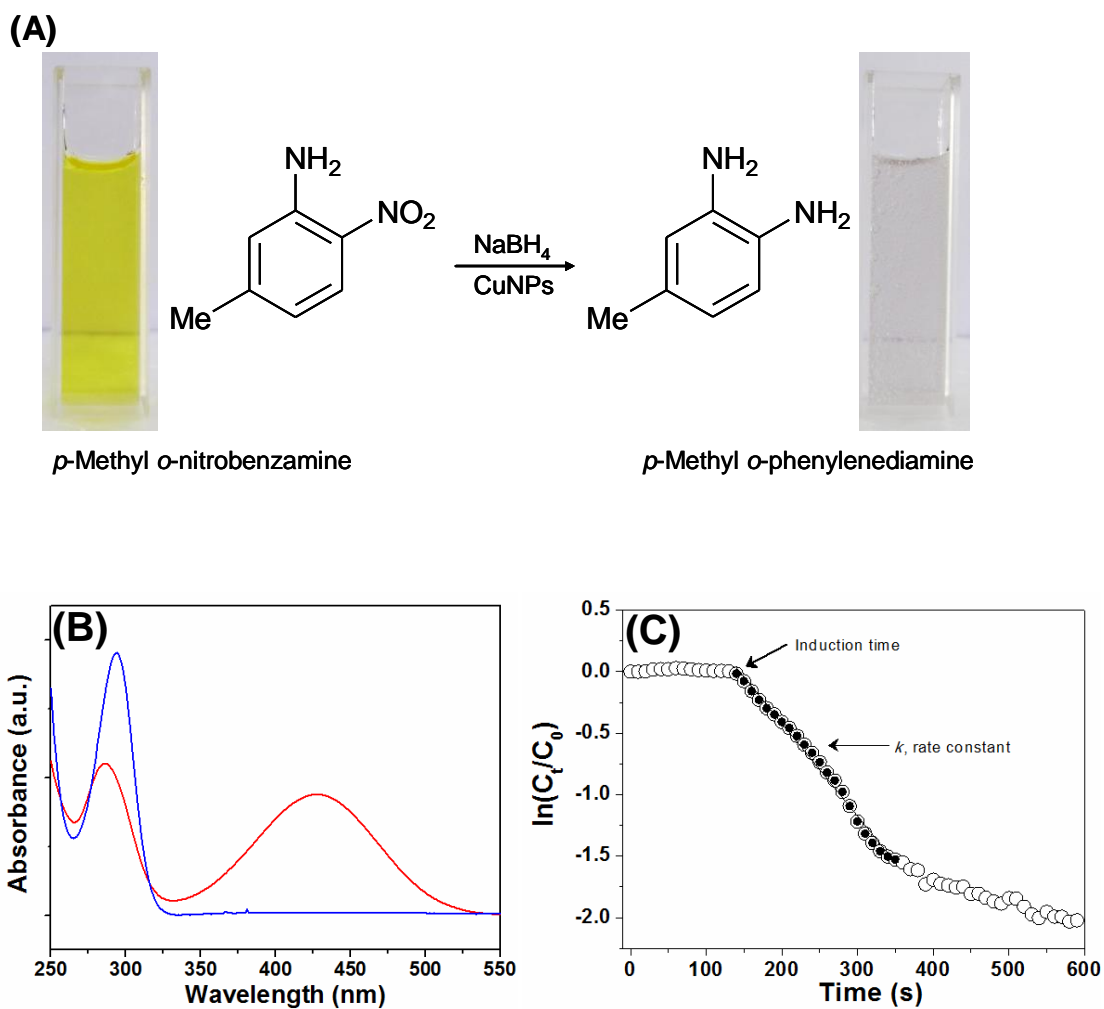 (A)
NH2
NO2
Me
NaBH4
CuNPs
NH2
NH2
Me
p-Methyl o-nitrobenzamine
p-Methyl o-phenylenediamine
(B)
Absorbance (a.u.)
250 300 350 400 450 500 550
Wavelength (nm)
(C)
Induction time
k, rate constant
ln(Ct/C0)
0.5
0.0
-0.5
-1.0
-1.5
-2.0
0 100 200 300 400 500 600
Time (s)